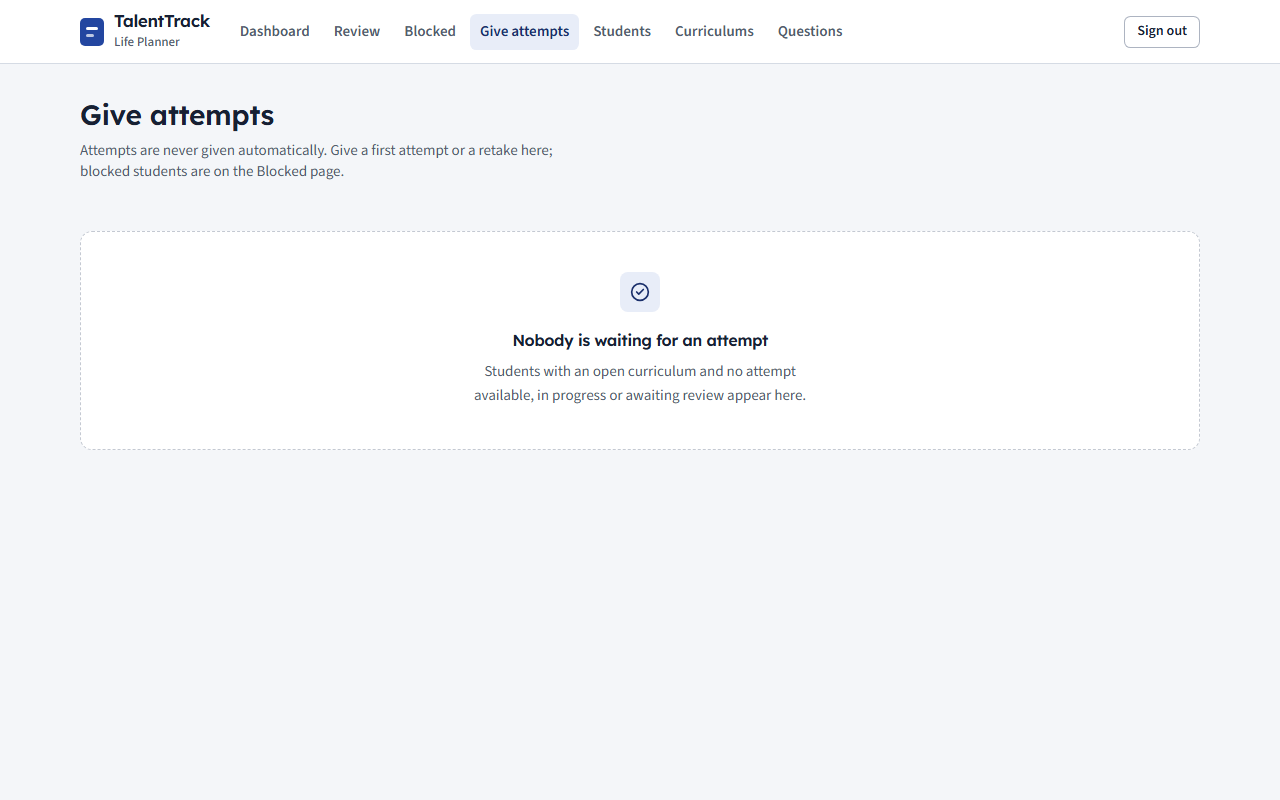 TalentTrack
Life Planner
Dashboard
Review
Blocked
Give attempts
Students
Curriculums
Questions
Sign out
Give attempts
Attempts are never given automatically. Give a first attempt or a retake here;
blocked students are on the Blocked page.
Nobody is waiting for an attempt
Students with an open curriculum and no attempt
available, in progress or awaiting review appear here.